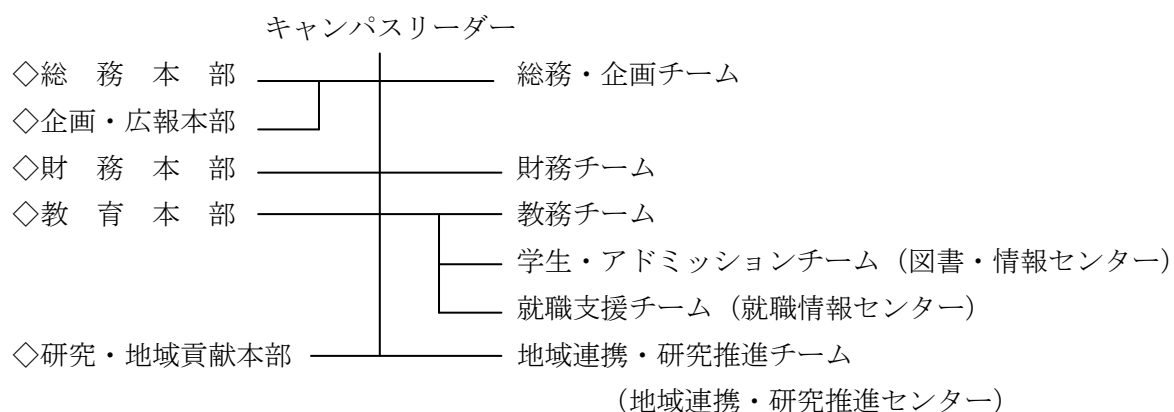 キャンパスリーダー
◇総　務　本　部　総務・企画チーム
◇企画・広報本部
◇財　務　本　部　財務チーム
◇教　育　本　部　教務チーム
学生・アドミッションチーム（図書・情報センター）
就職支援チーム（就職情報センター）
◇研究・地域貢献本部　地域連携・研究推進チーム
（地域連携・研究推進センター）